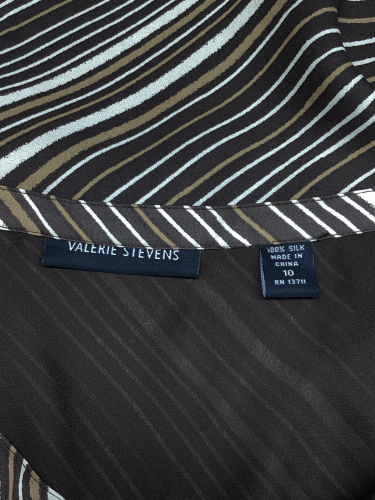 VALERIE STEVENS
100% SILK
MADE IN
CHINA
10
RN 13711